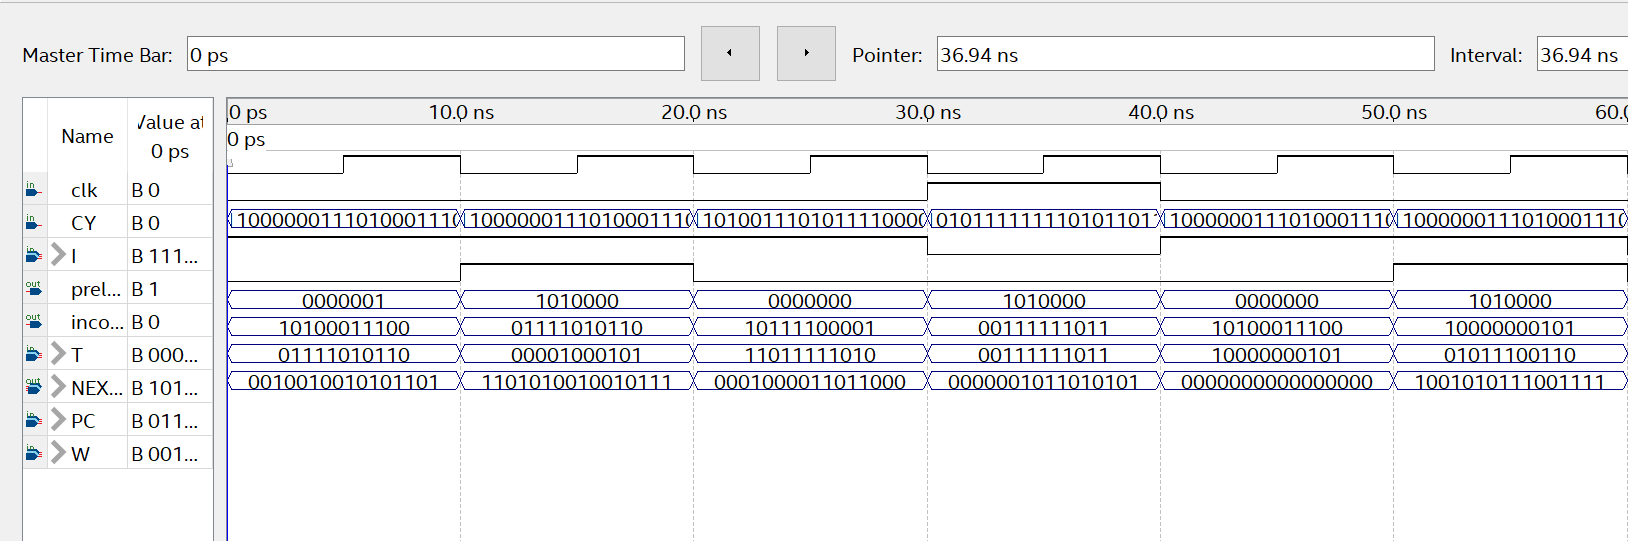 Master Time Bar: 0 ps Pointer: 36.94 ns Interval: 36.94 ns
0 ps 10.0 ns 20.0 ns 30.0 ns 40.0 ns 50.0 ns 60.0
Name Value at
0 ps
0 ps
in clk B 0
in CY B 0
1000000111010001110 1000000111010001110 1010011101011110000 0101111111101011011 1000000111010001110 1000000111010001110
in I B 111...
out prel... B 1
0000001 1010000 0000000 1010000 0000000 1010000
out inco... B 0
10100011100 01111010110 10111100001 00111111011 10100011100 10000000101
in T B 000...
01111010110 00001000101 11011111010 00111111011 10000000101 01011100110
out NEX... B 101...
0010010010101101 1101010010010111 0001000011011000 0000001011010101 0000000000000000 1001010111001111
in PC B 011...
in W B 001...